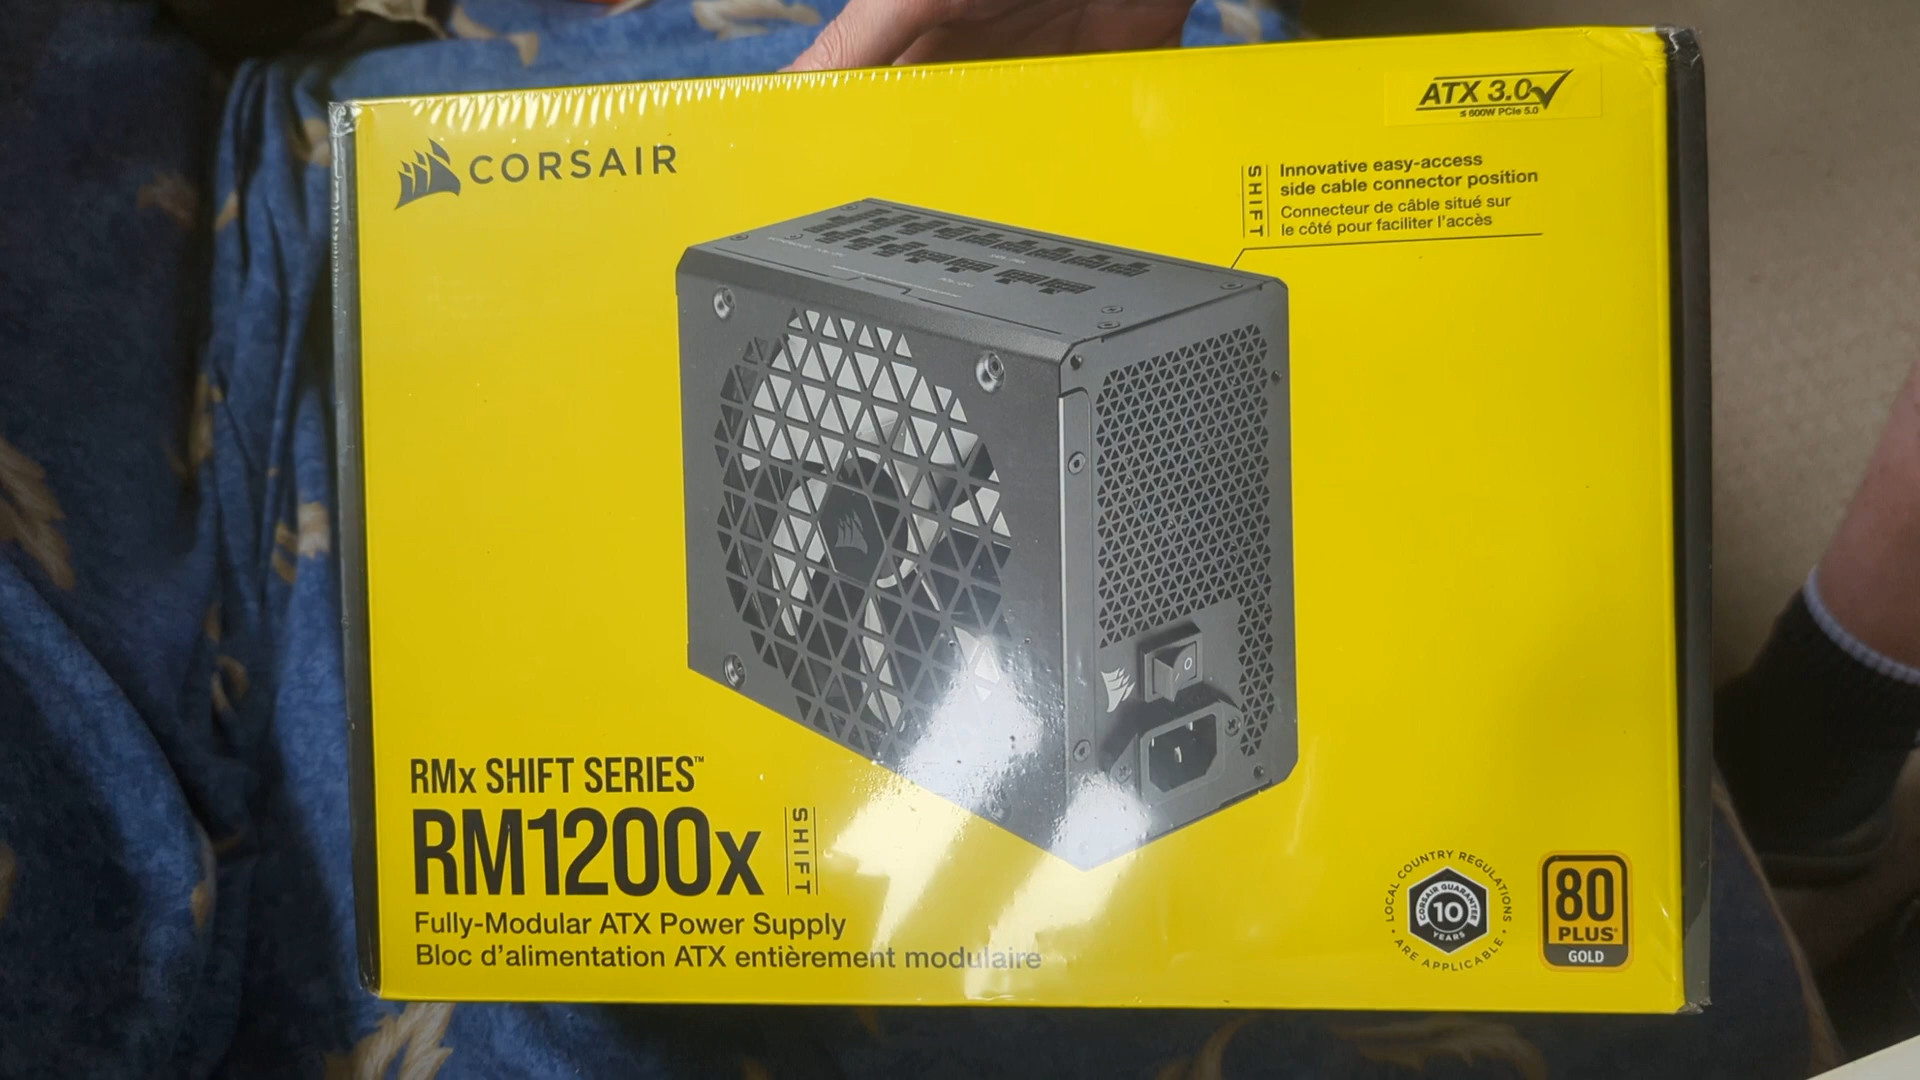 CORSAIR
ATX 3.0
≤ 600W PCIe 5.0
SHIFT
Innovative easy-access
side cable connector position
Connecteur de câble situé sur
le côté pour faciliter l'accès
RMx SHIFT SERIES™
RM1200x
SHIFT
Fully-Modular ATX Power Supply
Bloc d'alimentation ATX entièrement modulaire
LOCAL COUNTRY REGULATIONS
• ARE APPLICABLE •
CORSAIR GUARANTEE
10
YEARS
80
PLUS®
GOLD